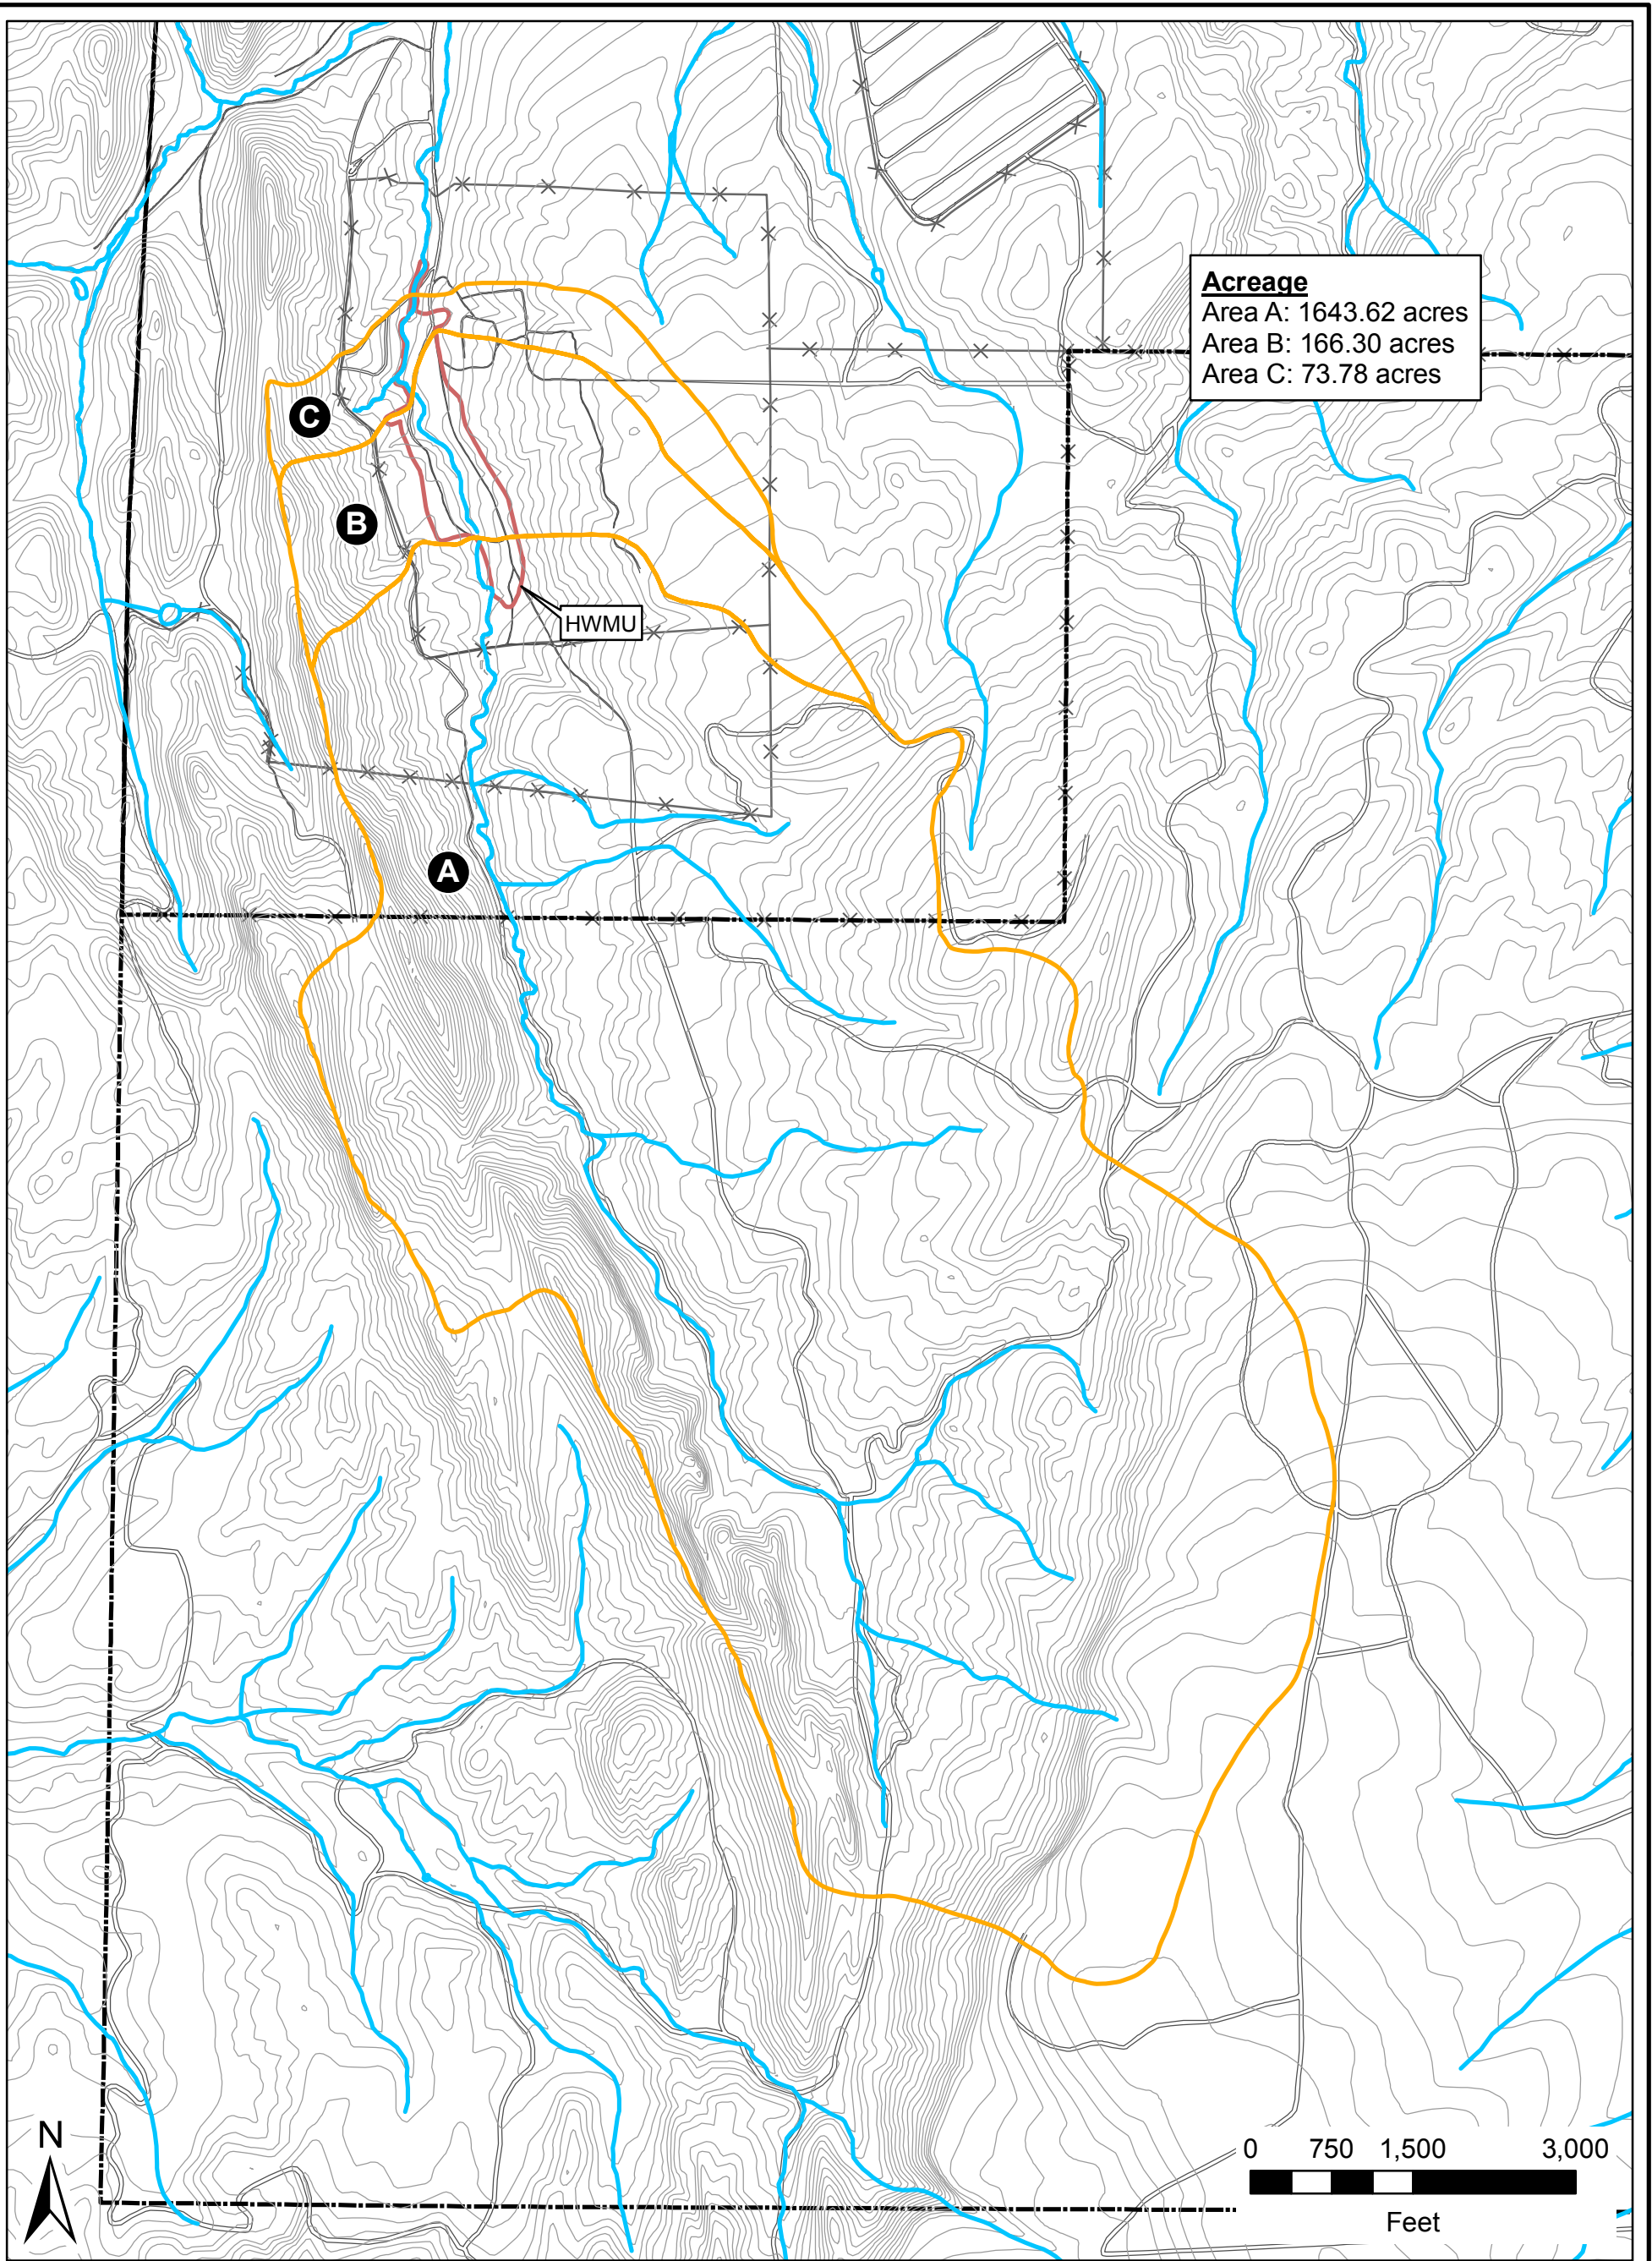 Acreage
Area A: 1643.62 acres
Area B: 166.30 acres
Area C: 73.78 acres
C
B
HWMU
A
N
0 750 1,500 3,000
Feet